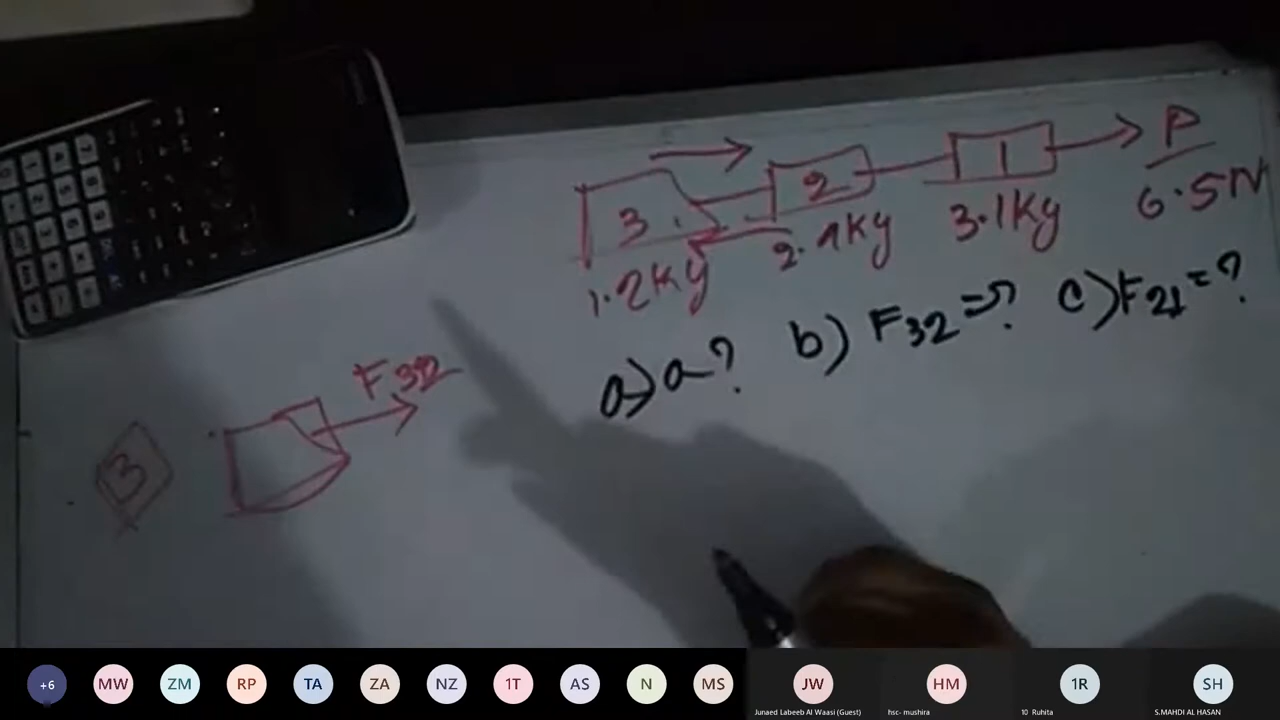 P
3 2 1
6.5N
1.2Kg 2.4Kg 3.1Kg
a) a? b) F32=? c) F21=?
F32
3
+6 MW ZM RP TA ZA NZ 1T AS N MS JW HM 1R SH
Junaed Labeeb Al Waasi (Guest) hsc- mushira 10 Ruhita S.MAHDI AL HASAN